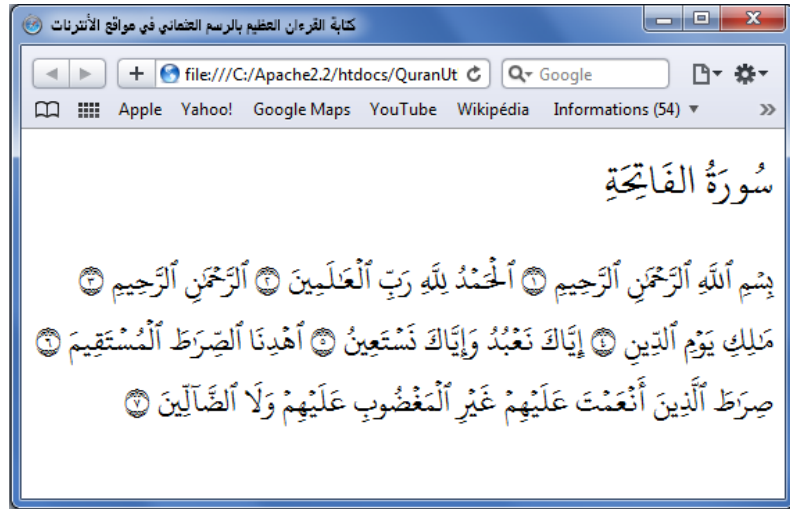 كتابة القرءان العظيم بالرسم العثماني في مواقع الأنترنات
file:///C:/Apache2.2/htdocs/QuranUt
Google
Apple Yahoo! Google Maps YouTube Wikipédia Informations (54)
سُورَةُ الفَاتِحَةِ
بِسْمِ ٱللَّهِ ٱلرَّحْمَٰنِ ٱلرَّحِيمِ ۝١ ٱلْحَمْدُ لِلَّهِ رَبِّ ٱلْعَٰلَمِينَ ۝٢ ٱلرَّحْمَٰنِ ٱلرَّحِيمِ ۝٣
مَٰلِكِ يَوْمِ ٱلدِّينِ ۝٤ إِيَّاكَ نَعْبُدُ وَإِيَّاكَ نَسْتَعِينُ ۝٥ ٱهْدِنَا ٱلصِّرَٰطَ ٱلْمُسْتَقِيمَ ۝٦
صِرَٰطَ ٱلَّذِينَ أَنْعَمْتَ عَلَيْهِمْ غَيْرِ ٱلْمَغْضُوبِ عَلَيْهِمْ وَلَا ٱلضَّآلِّينَ ۝٧